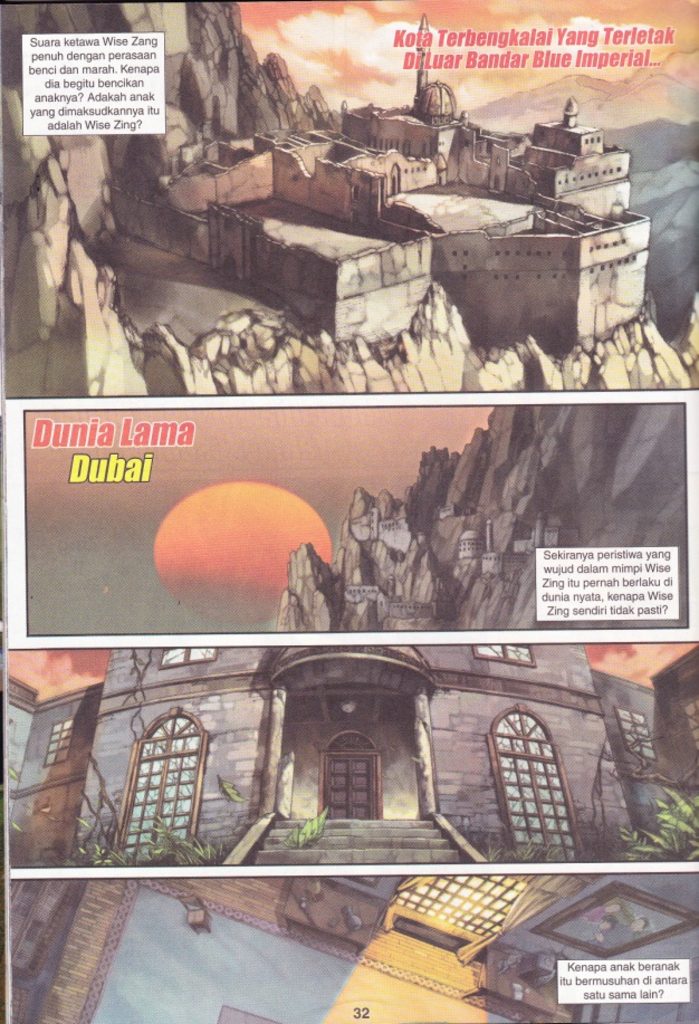 Suara ketawa Wise Zang
penuh dengan perasaan
benci dan marah. Kenapa
dia begitu bencikan
anaknya? Adakah anak
yang dimaksudkannya itu
adalah Wise Zing?
Kota Terbengkalai Yang Terletak
Di Luar Bandar Blue Imperial...
Dunia Lama
Dubai
Sekiranya peristiwa yang
wujud dalam mimpi Wise
Zing itu pernah berlaku di
dunia nyata, kenapa Wise
Zing sendiri tidak pasti?
Kenapa anak beranak
itu bermusuhan di antara
satu sama lain?
32